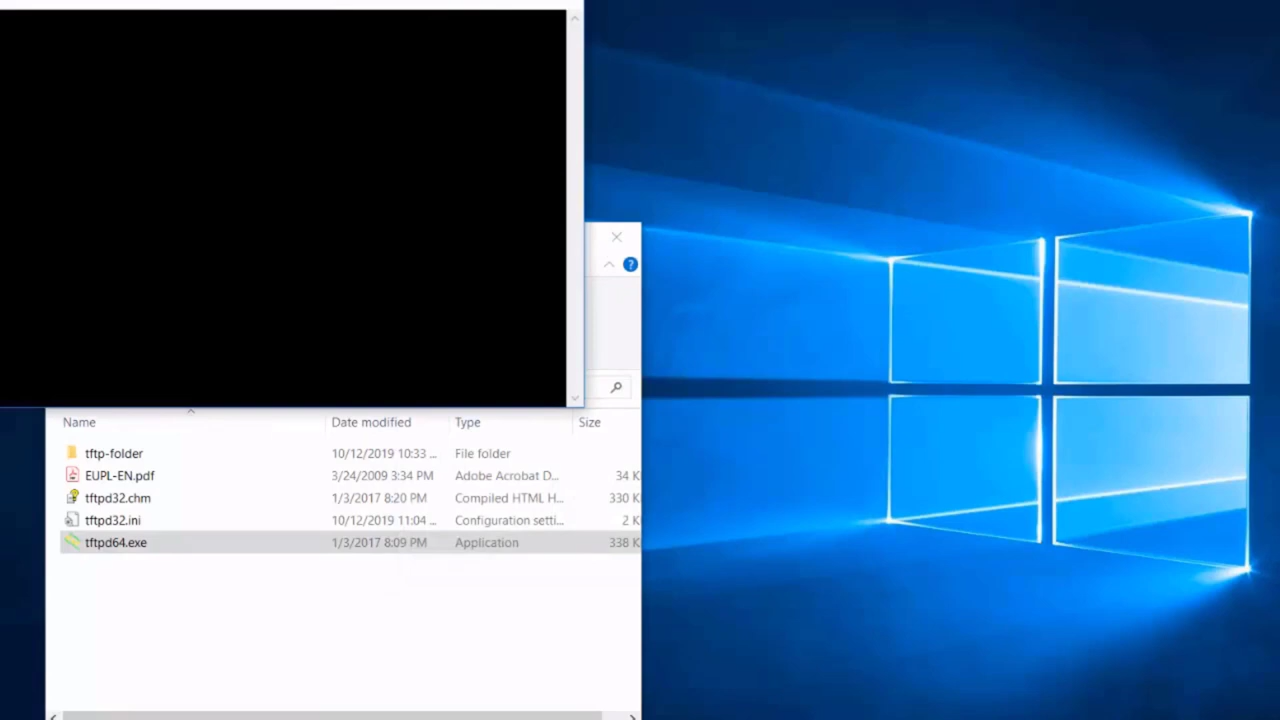 ?
Name Date modified Type Size
tftp-folder 10/12/2019 10:33 ... File folder
EUPL-EN.pdf 3/24/2009 3:34 PM Adobe Acrobat D... 34 K
tftpd32.chm 1/3/2017 8:20 PM Compiled HTML H... 330 K
tftpd32.ini 10/12/2019 11:04 ... Configuration setti... 2 K
tftpd64.exe 1/3/2017 8:09 PM Application 338 K